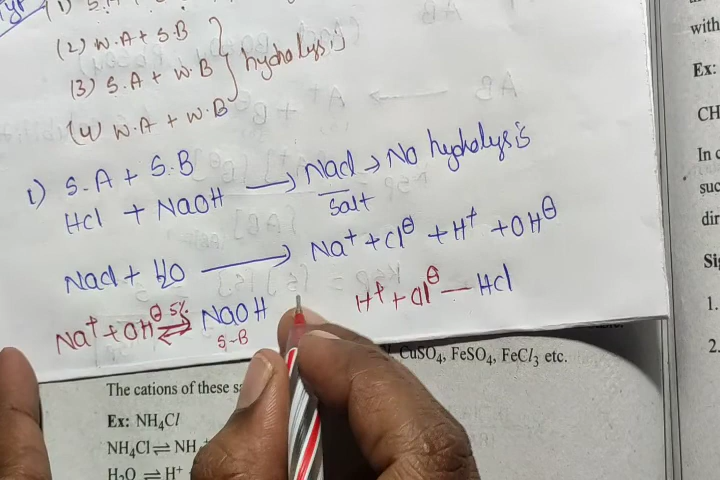 (1) S.
(2) W.A + S.B
(3) S.A + W.B } hydrolysis
(4) W.A + W.B
1) S.A + S.B
HCl + NaOH ⟶ NaCl → No hydrolysis
Salt
NaCl + H₂O ⟶ Na⁺ + Cl⊖ + H⁺ + OH⊖
Na⁺ + OH⊖ ⇌ NaOH H⁺ + Cl⊖ — HCl
S-B
CuSO₄, FeSO₄, FeCl₃ etc.
The cations of these
Ex: NH₄Cl
NH₄Cl ⇌ NH
H₂O ⇌ H⁺
with
Ex:
CH
In
suc
dir
1.
2.